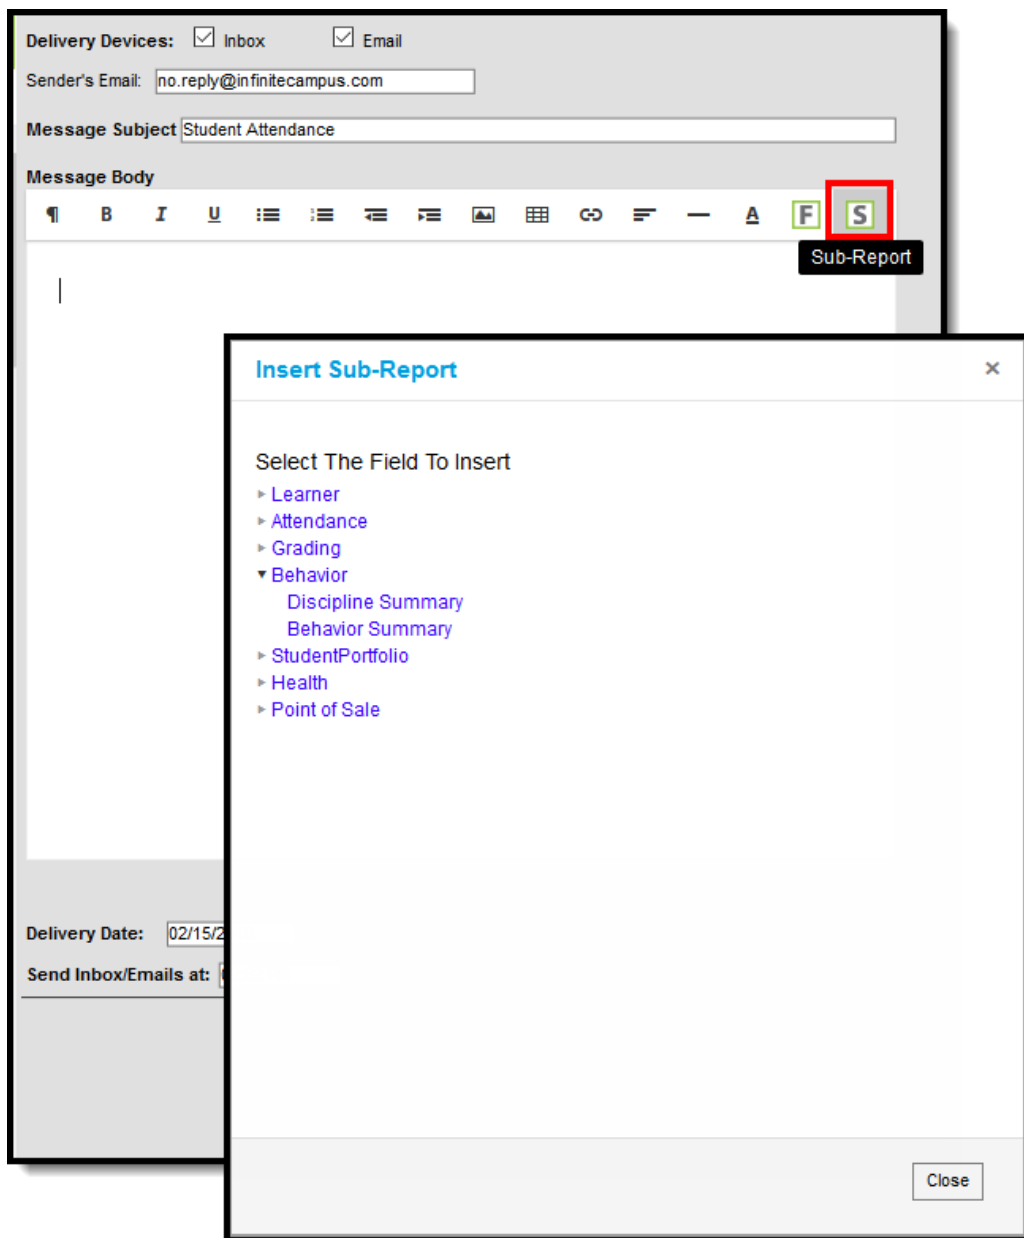 Delivery Devices: Inbox Email
Sender's Email: no.reply@infinitecampus.com
Message Subject Student Attendance
Message Body
B I U A F S
Sub-Report
Insert Sub-Report
Select The Field To Insert
Learner
Attendance
Grading
Behavior
Discipline Summary
Behavior Summary
StudentPortfolio
Health
Point of Sale
Delivery Date: 02/15/2
Send Inbox/Emails at:
Close